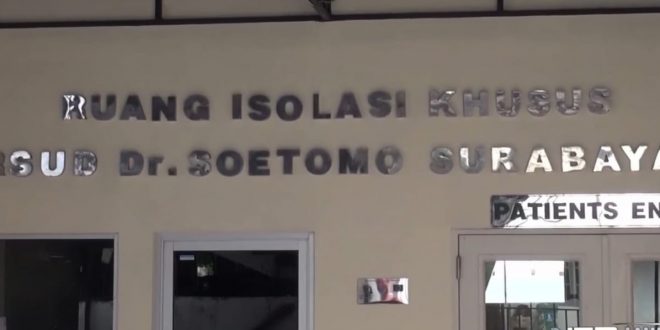 RUANG ISOLASI KHUSUS
RSUD Dr. SOETOMO SURABAYA
PATIENTS EN